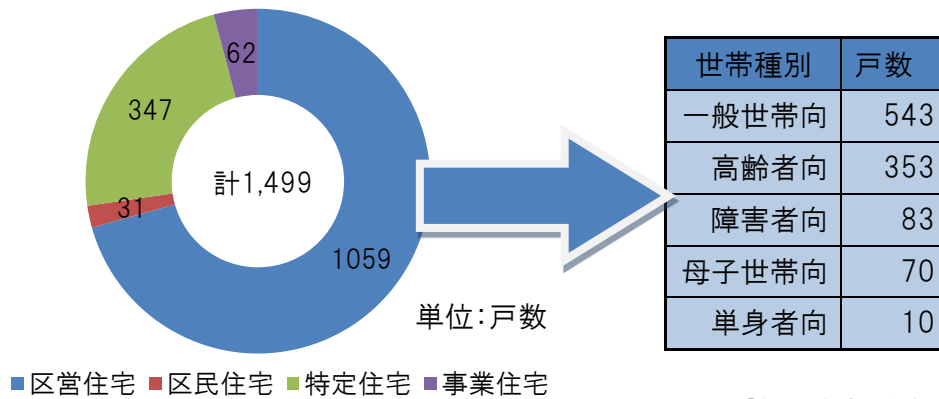 62
347
計1,499
31
1059
単位:戸数
■区営住宅 ■区民住宅 ■特定住宅 ■事業住宅
世帯種別 戸数
一般世帯向 543
高齢者向 353
障害者向 83
母子世帯向 70
単身者向 10